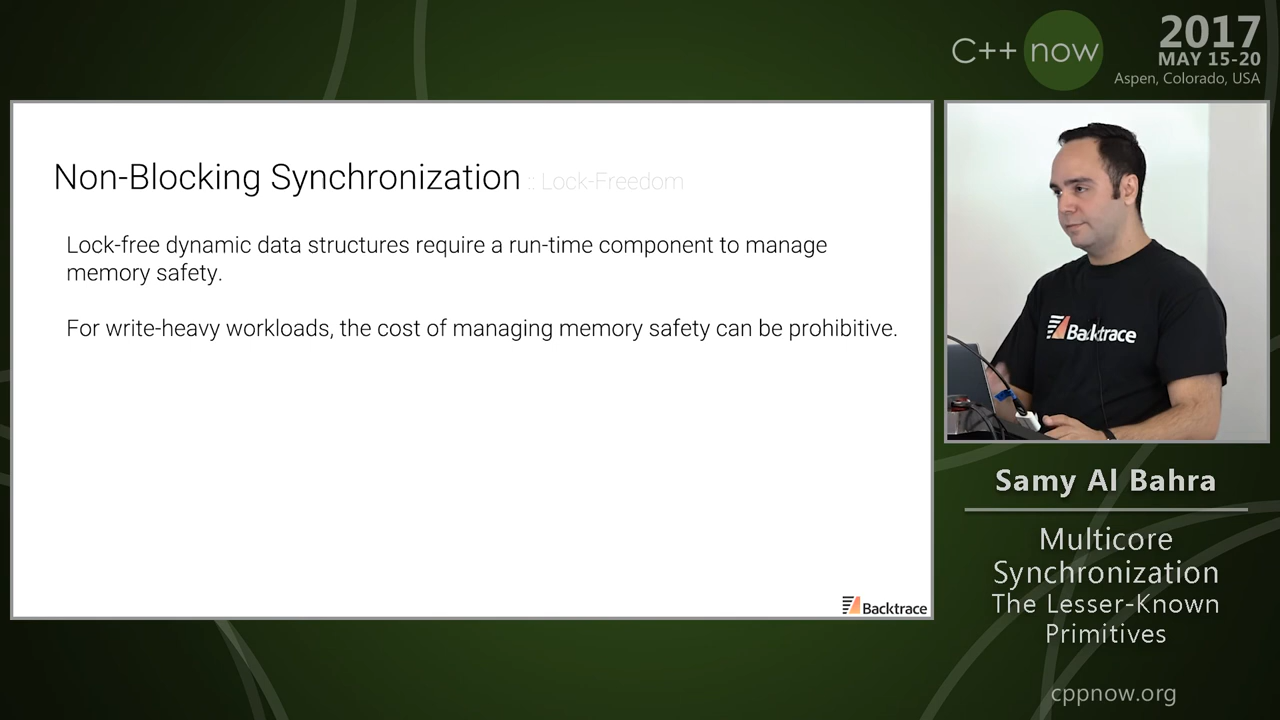 C++ now
2017
MAY 15-20
Aspen, Colorado, USA
Non-Blocking Synchronization :: Lock-Freedom
Lock-free dynamic data structures require a run-time component to manage
memory safety.
For write-heavy workloads, the cost of managing memory safety can be prohibitive.
Backtrace
Backtrace
Samy Al Bahra
Multicore
Synchronization
The Lesser-Known
Primitives
cppnow.org